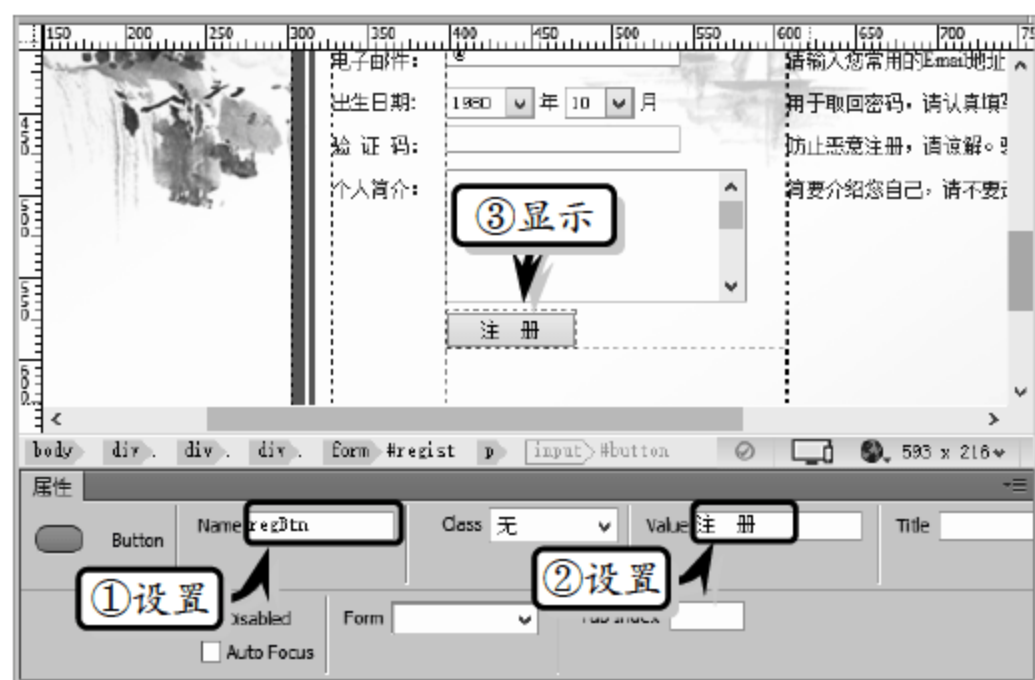 150 200 250 300 350 400 450 500 550 600 650 700 75
电子邮件： 请输入您常用的Email地址
出生日期： 1980 年 10 月 用于取回密码，请认真填写
验 证 码： 防止恶意注册，请谅解。
个人简介： 简要介绍您自己，请不要
③显示
注 册
body div . div . div . form #regist p input #button 593 x 216
属性
Button Name regBtn Class 无 Value 注 册 Title
①设置 ②设置
Disabled Form Tab Index
Auto Focus